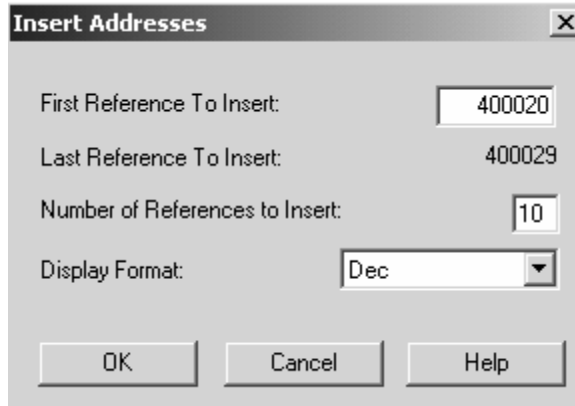 Insert Addresses
First Reference To Insert: 400020
Last Reference To Insert: 400029
Number of References to Insert: 10
Display Format: Dec
OK Cancel Help